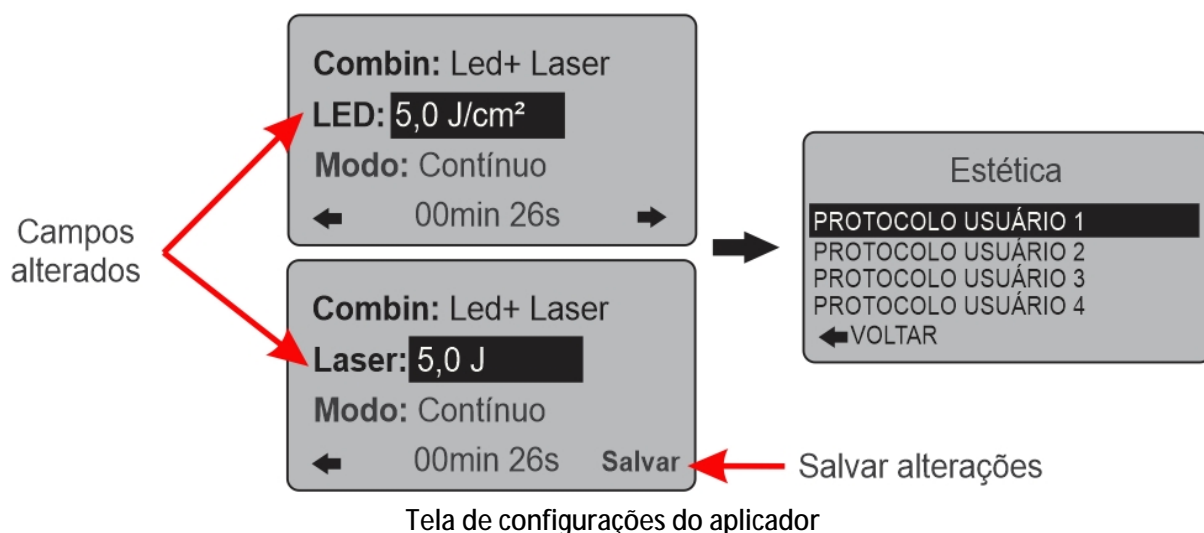 Combin: Led+ Laser
LED: 5,0 J/cm²
Modo: Contínuo
00min 26s
Campos
alterados
Combin: Led+ Laser
Laser: 5,0 J
Modo: Contínuo
00min 26s Salvar
Salvar alterações
Estética
PROTOCOLO USUÁRIO 1
PROTOCOLO USUÁRIO 2
PROTOCOLO USUÁRIO 3
PROTOCOLO USUÁRIO 4
VOLTAR
Tela de configurações do aplicador